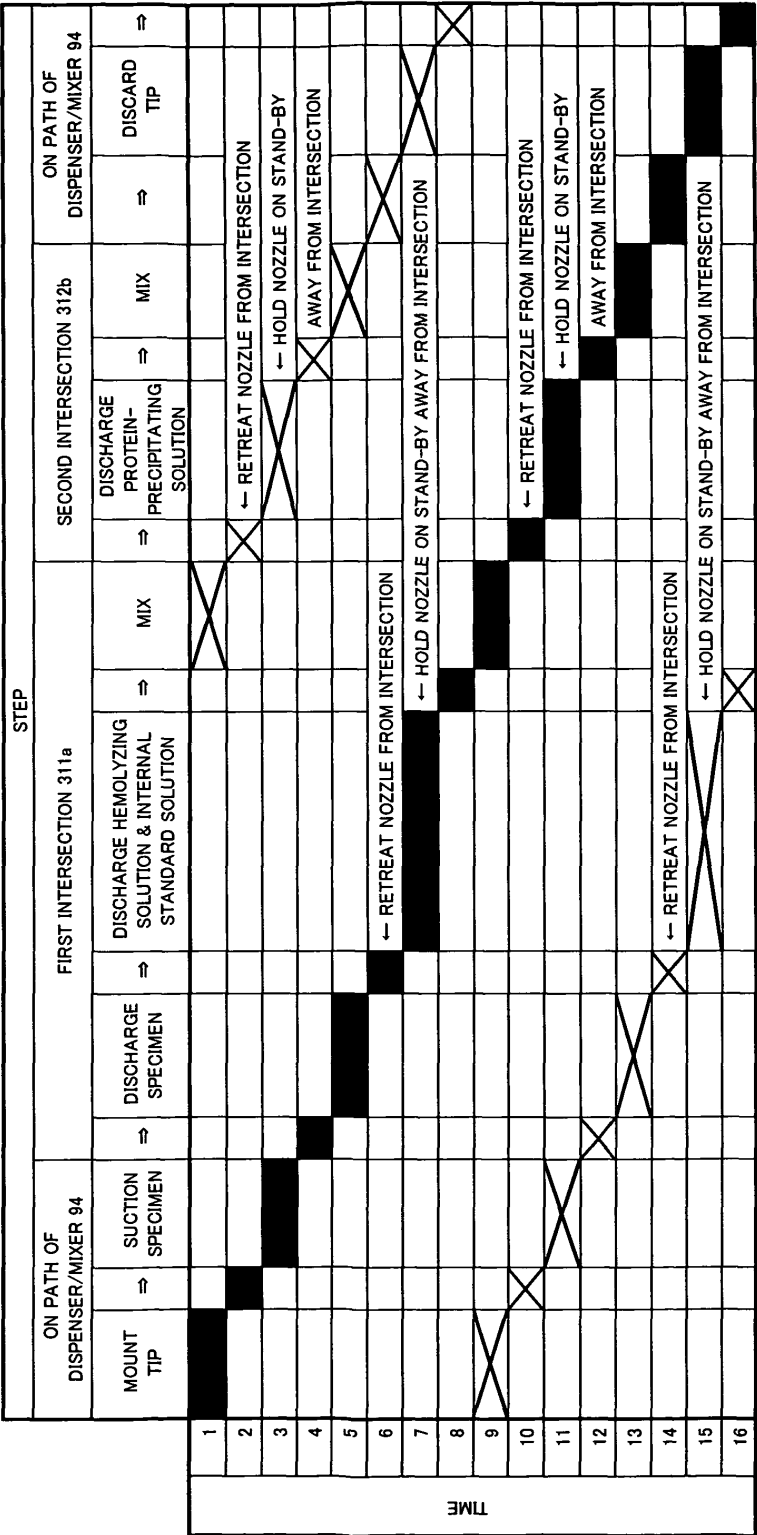 STEP
ON PATH OF
DISPENSER/MIXER 94
FIRST INTERSECTION 311a
SECOND INTERSECTION 312b
ON PATH OF
DISPENSER/MIXER 94
MOUNT
TIP
⇒
SUCTION
SPECIMEN
⇒
DISCHARGE
SPECIMEN
⇒
DISCHARGE HEMOLYZING
SOLUTION & INTERNAL
STANDARD SOLUTION
⇒
MIX
⇒
DISCHARGE
PROTEIN-
PRECIPITATING
SOLUTION
⇒
MIX
⇒
DISCARD
TIP
⇒
TIME
1
2
← RETREAT NOZZLE FROM INTERSECTION
3
← HOLD NOZZLE ON STAND-BY
4
AWAY FROM INTERSECTION
5
6
← RETREAT NOZZLE FROM INTERSECTION
7
← HOLD NOZZLE ON STAND-BY AWAY FROM INTERSECTION
8
9
10
← RETREAT NOZZLE FROM INTERSECTION
11
← HOLD NOZZLE ON STAND-BY
12
AWAY FROM INTERSECTION
13
14
← RETREAT NOZZLE FROM INTERSECTION
15
← HOLD NOZZLE ON STAND-BY AWAY FROM INTERSECTION
16